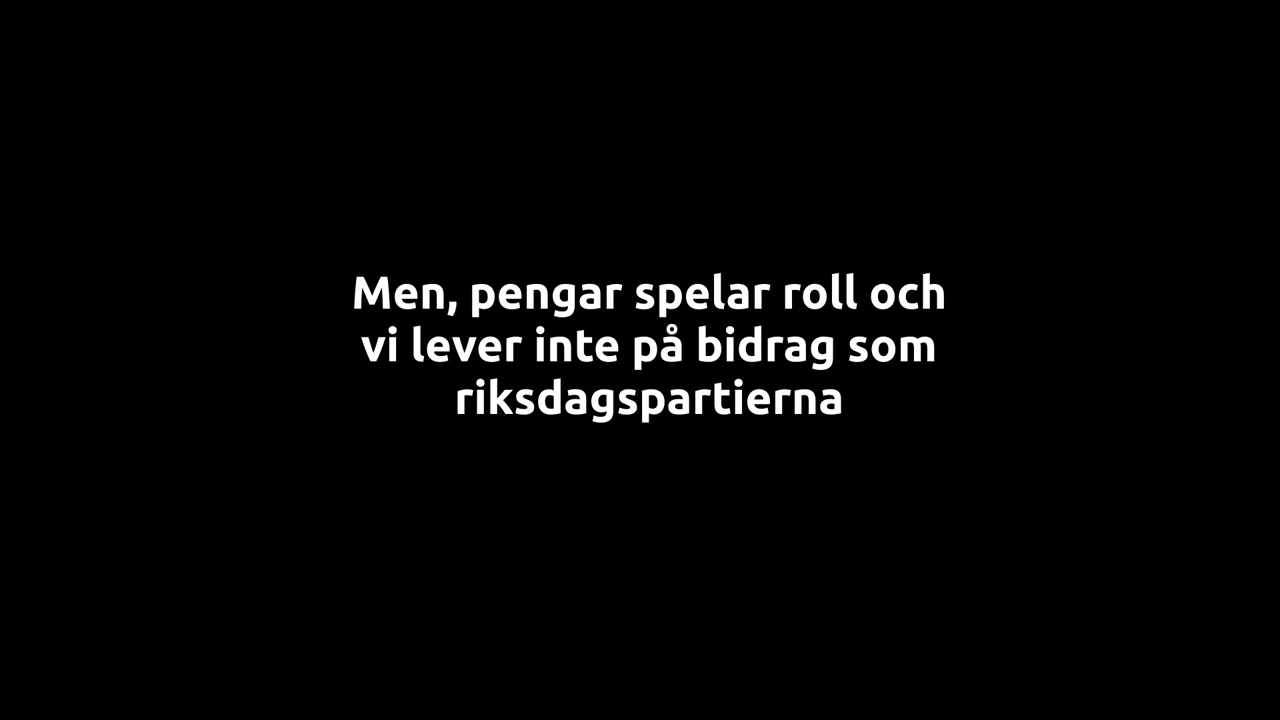 Men, pengar spelar roll och
vi lever inte på bidrag som
riksdagspartierna